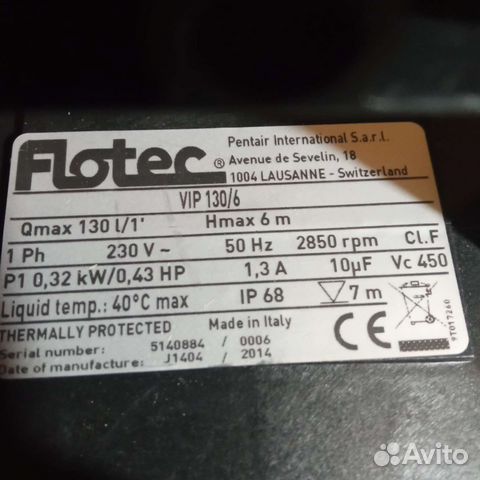 Flotec®
Pentair International S.a.r.l.
Avenue de Sevelin, 18
1004 LAUSANNE - Switzerland
VIP 130/6
Qmax 130 l/1' Hmax 6 m
1 Ph 230 V ~ 50 Hz 2850 rpm Cl.F
P1 0,32 kW/0,43 HP 1,3 A 10µF Vc 450
Liquid temp.: 40°C max IP 68 7 m
THERMALLY PROTECTED Made in Italy
Serial number: 5140884 / 0006
Date of manufacture: J1404 / 2014
CE
9T017260
Avito